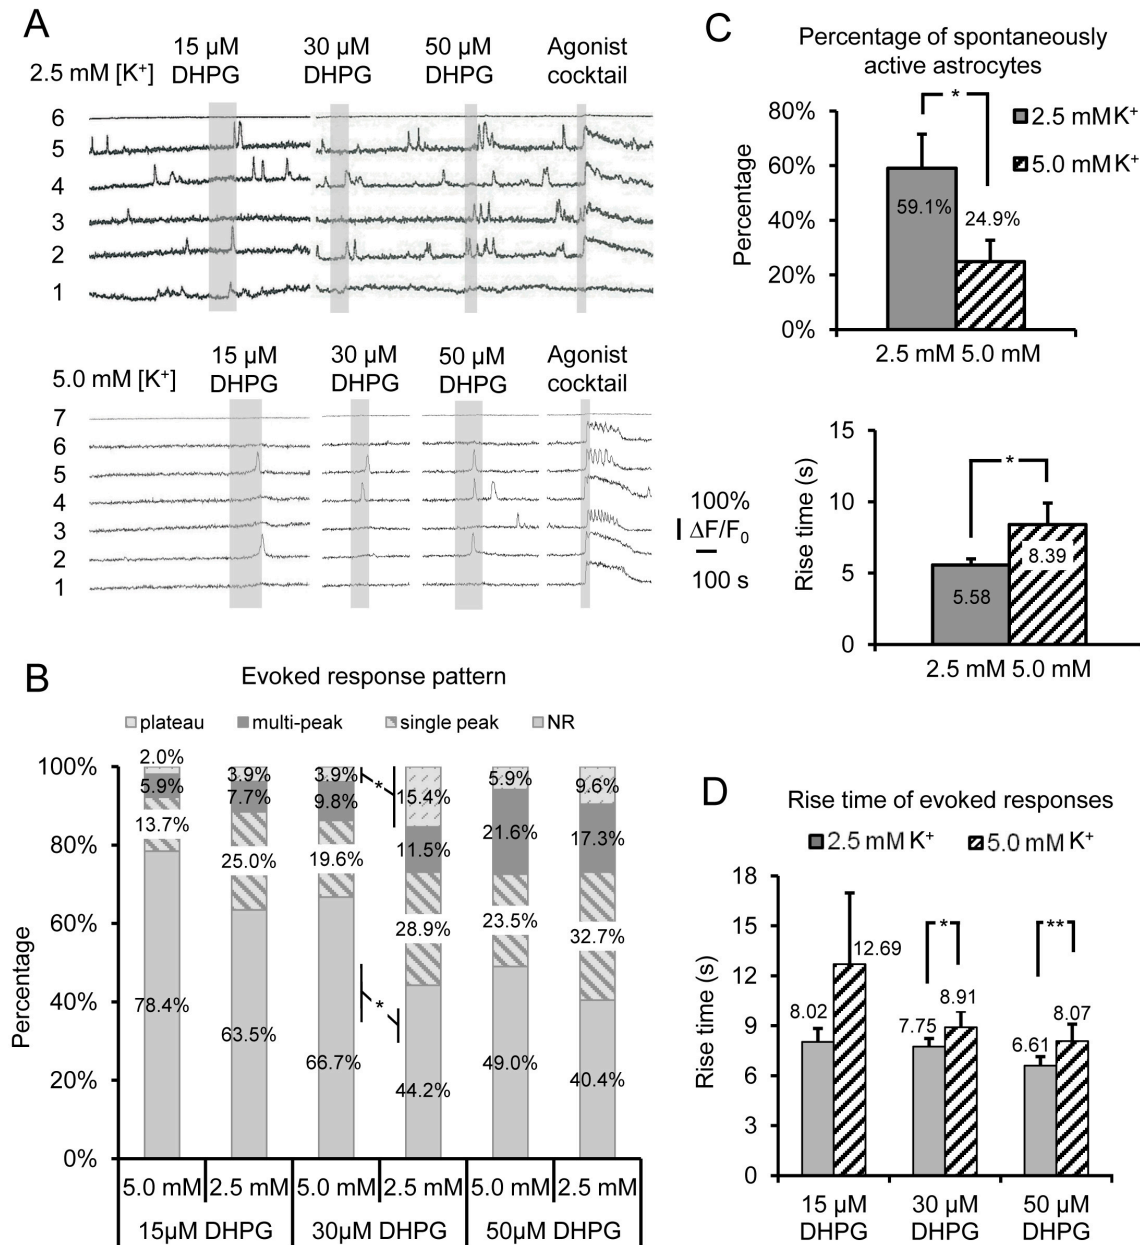 A
15 µM
DHPG
30 µM
DHPG
50 µM
DHPG
Agonist
cocktail
2.5 mM [K⁺]
6
5
4
3
2
1
15 µM
DHPG
30 µM
DHPG
50 µM
DHPG
Agonist
cocktail
5.0 mM [K⁺]
7
6
5
4
3
2
1
100%
ΔF/F₀
100 s
C
Percentage of spontaneously
active astrocytes
80%
60%
40%
20%
0%
Percentage
*
2.5 mM K⁺
5.0 mM K⁺
59.1%
24.9%
2.5 mM 5.0 mM
15
10
5
0
Rise time (s)
*
5.58
8.39
2.5 mM 5.0 mM
B
Evoked response pattern
plateau multi-peak single peak NR
100%
80%
60%
40%
20%
0%
Percentage
2.0%
5.9%
13.7%
78.4%
3.9%
7.7%
25.0%
63.5%
3.9%
9.8%
19.6%
66.7%
*
*
15.4%
11.5%
28.9%
44.2%
5.9%
21.6%
23.5%
49.0%
9.6%
17.3%
32.7%
40.4%
5.0 mM 2.5 mM 5.0 mM 2.5 mM 5.0 mM 2.5 mM
15µM DHPG 30µM DHPG 50µM DHPG
D
Rise time of evoked responses
2.5 mM K⁺ 5.0 mM K⁺
18
15
12
9
6
3
0
Rise time (s)
8.02
12.69
*
7.75
8.91
**
6.61
8.07
15 µM
DHPG
30 µM
DHPG
50 µM
DHPG